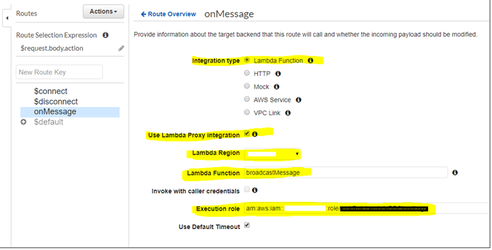 Routes
Actions
Route Selection Expression
$request.body.action
New Route Key
$connect
$disconnect
onMessage
$default
Route Overview
onMessage
Provide information about the target backend that this route will call and whether the incoming payload should be modified.
Integration type
Lambda Function
HTTP
Mock
AWS Service
VPC Link
Use Lambda Proxy integration
Lambda Region
Lambda Function broadcastMessage
Invoke with caller credentials
Execution role arn:aws:iam: role
Use Default Timeout